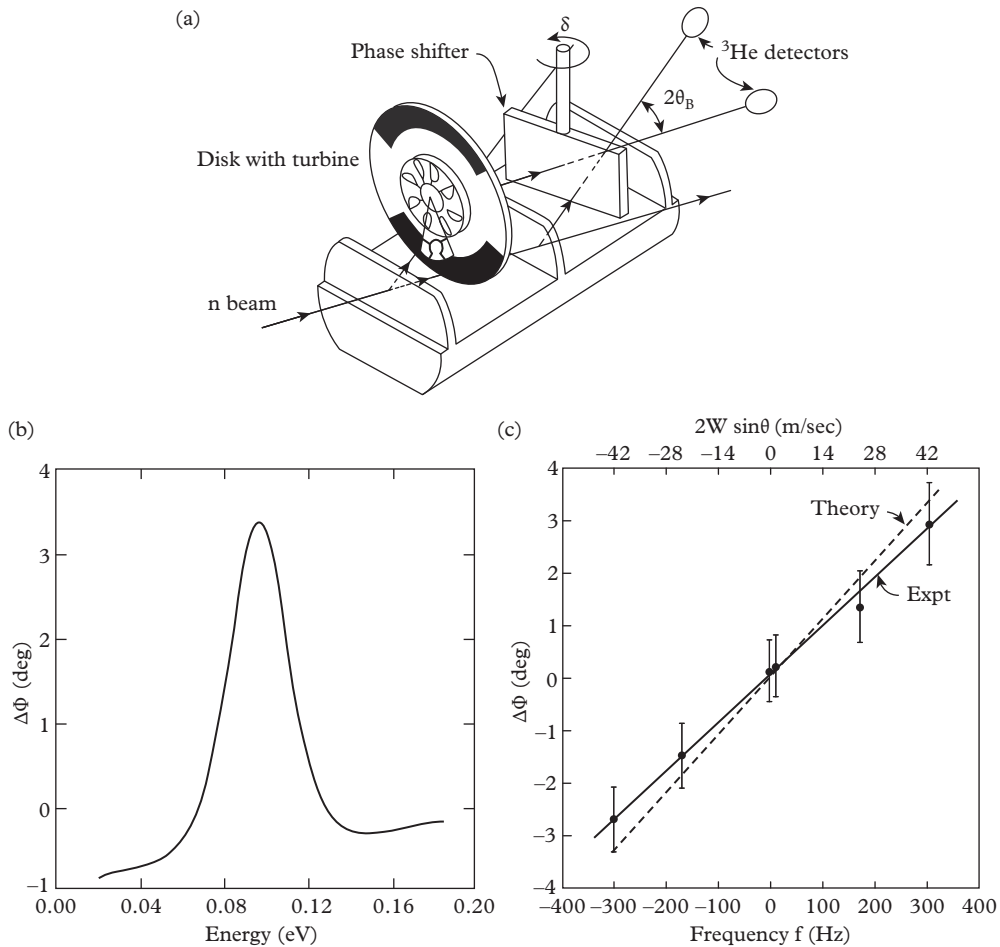 (a)
δ
Phase shifter
³He detectors
2θ_B
Disk with turbine
n beam
(b)
4
3
2
1
0
−1
ΔΦ (deg)
0.00 0.04 0.08 0.12 0.16 0.20
Energy (eV)
(c)
2W sinθ (m/sec)
−42 −28 −14 0 14 28 42
4
3
2
1
0
−1
−2
−3
−4
ΔΦ (deg)
Theory
Expt
−400 −300 −200 −100 0 100 200 300 400
Frequency f (Hz)